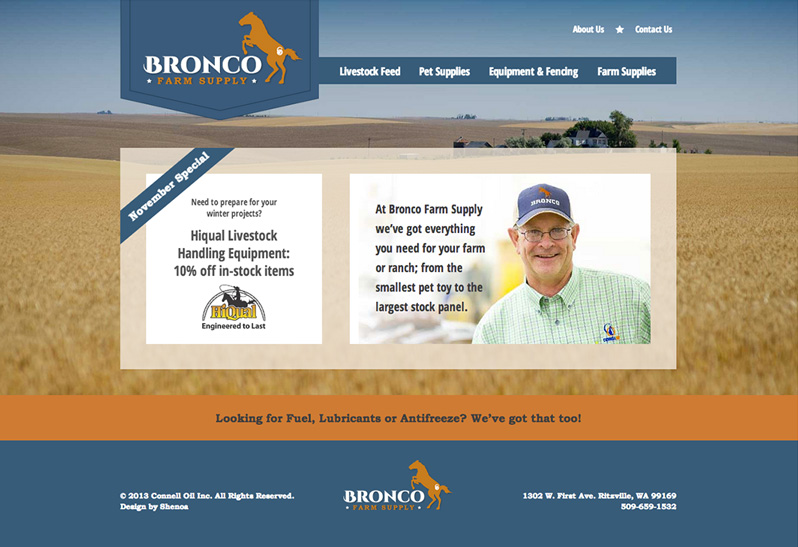 About Us ★ Contact Us
BRONCO
★ FARM SUPPLY ★
Livestock Feed Pet Supplies Equipment & Fencing Farm Supplies
November Special
Need to prepare for your
winter projects?
Hiqual Livestock
Handling Equipment:
10% off in-stock items
HiQual
Engineered to Last
At Bronco Farm Supply
we've got everything
you need for your farm
or ranch; from the
smallest pet toy to the
largest stock panel.
BRONCO
Looking for Fuel, Lubricants or Antifreeze? We've got that too!
© 2013 Connell Oil Inc. All Rights Reserved.
Design by Shenoa
BRONCO
★ FARM SUPPLY ★
1302 W. First Ave. Ritzville, WA 99169
509-659-1532